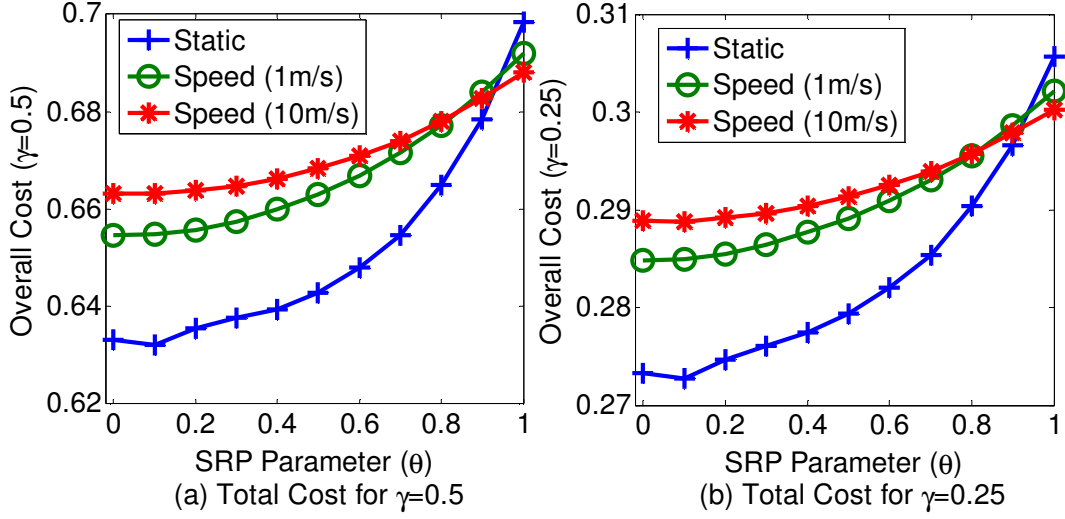 0.7
0.68
0.66
0.64
0.62
Overall Cost (γ=0.5)
Static
Speed (1m/s)
Speed (10m/s)
0 0.2 0.4 0.6 0.8 1
SRP Parameter (θ)
(a) Total Cost for γ=0.5
0.31
0.3
0.29
0.28
0.27
Overall Cost (γ=0.25)
Static
Speed (1m/s)
Speed (10m/s)
0 0.2 0.4 0.6 0.8 1
SRP Parameter (θ)
(b) Total Cost for γ=0.25